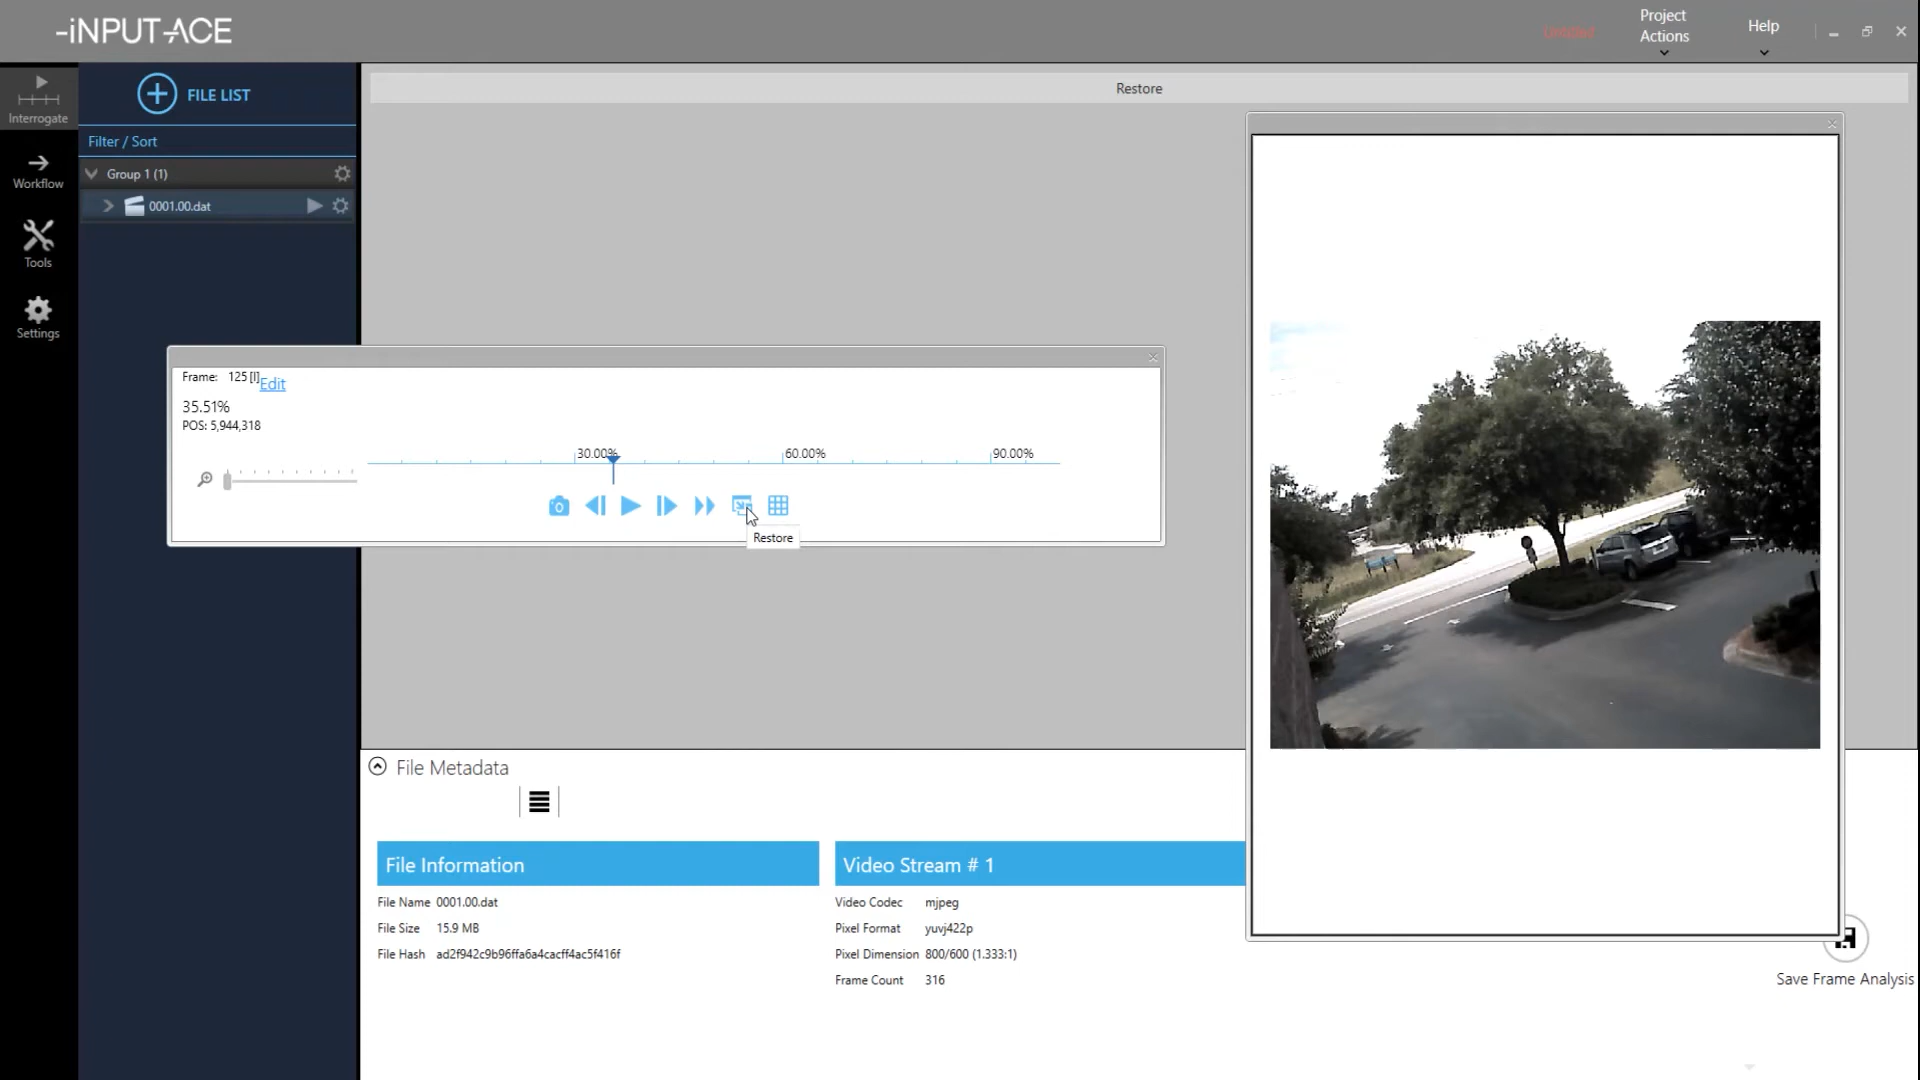 -iNPUT-ACE
Untitled
Project
Actions
Help
Interrogate
Workflow
Tools
Settings
FILE LIST
Filter / Sort
Group 1 (1)
0001.00.dat
Restore
Frame: 125 [I] Edit
35.51%
POS: 5,944,318
30.00% 60.00% 90.00%
Restore
File Metadata
File Information
File Name 0001.00.dat
File Size 15.9 MB
File Hash ad2f942c9b96ffa6a4cacff4ac5f416f
Video Stream # 1
Video Codec mjpeg
Pixel Format yuvj422p
Pixel Dimension 800/600 (1.333:1)
Frame Count 316
Save Frame Analysis